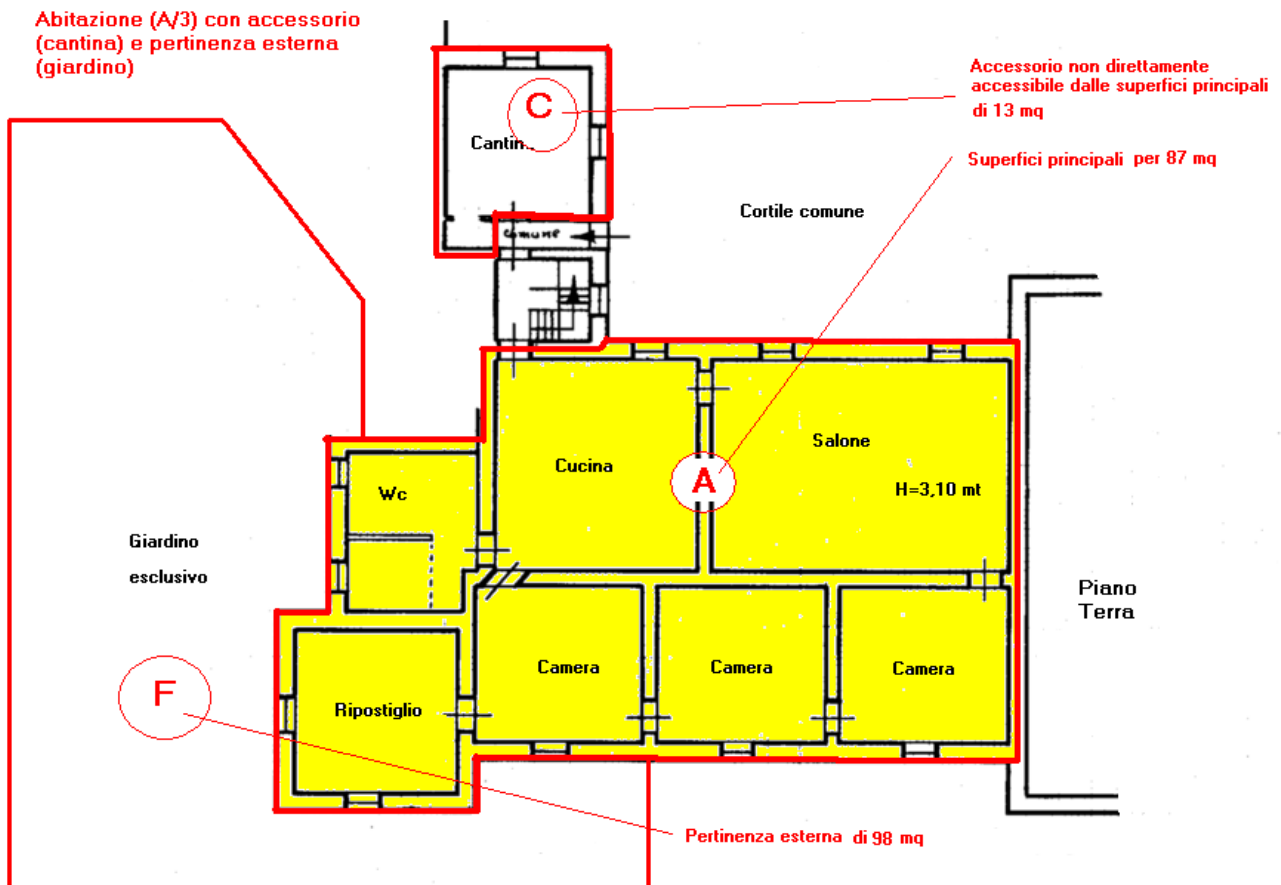 Abitazione (A/3) con accessorio
(cantina) e pertinenza esterna
(giardino)
Accessorio non direttamente
accessibile dalle superfici principali
di 13 mq
C
Cantina
Superfici principali per 87 mq
Cortile comune
comune
Salone
Cucina
A
H=3,10 mt
Wc
Giardino
esclusivo
Piano
Terra
Camera
Camera
Camera
F
Ripostiglio
Pertinenza esterna di 98 mq